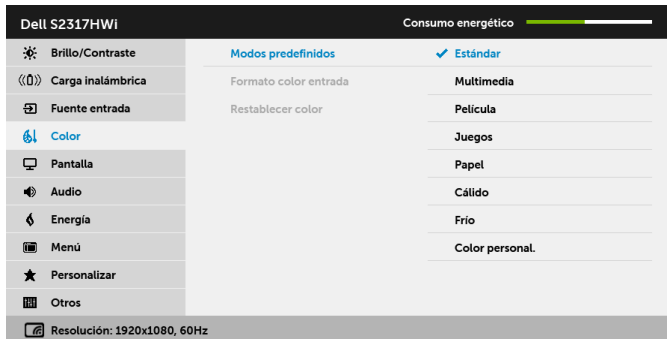 Dell S2317HWi
Consumo energético
Brillo/Contraste
Modos predefinidos
Estándar
Carga inalámbrica
Formato color entrada
Multimedia
Fuente entrada
Restablecer color
Película
Color
Juegos
Pantalla
Papel
Audio
Cálido
Energía
Frío
Menú
Color personal.
Personalizar
Otros
Resolución: 1920x1080, 60Hz